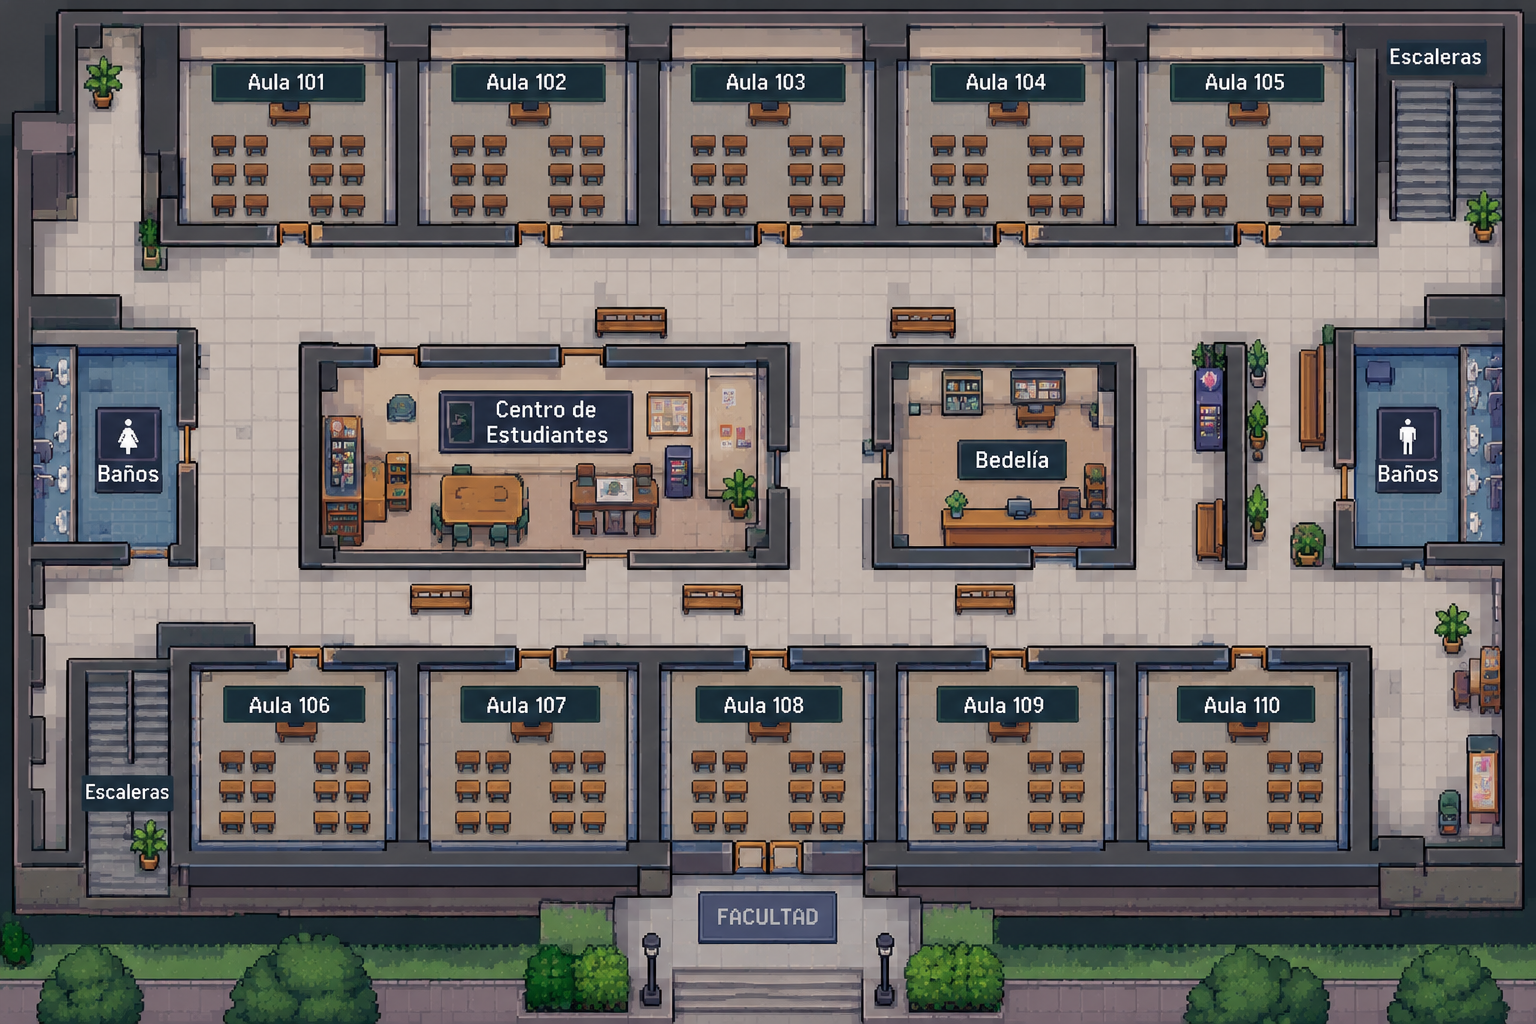 Aula 101
Aula 102
Aula 103
Aula 104
Aula 105
Escaleras
Centro de
Estudiantes
Bedelía
Baños
Baños
Aula 106
Aula 107
Aula 108
Aula 109
Aula 110
Escaleras
FACULTAD